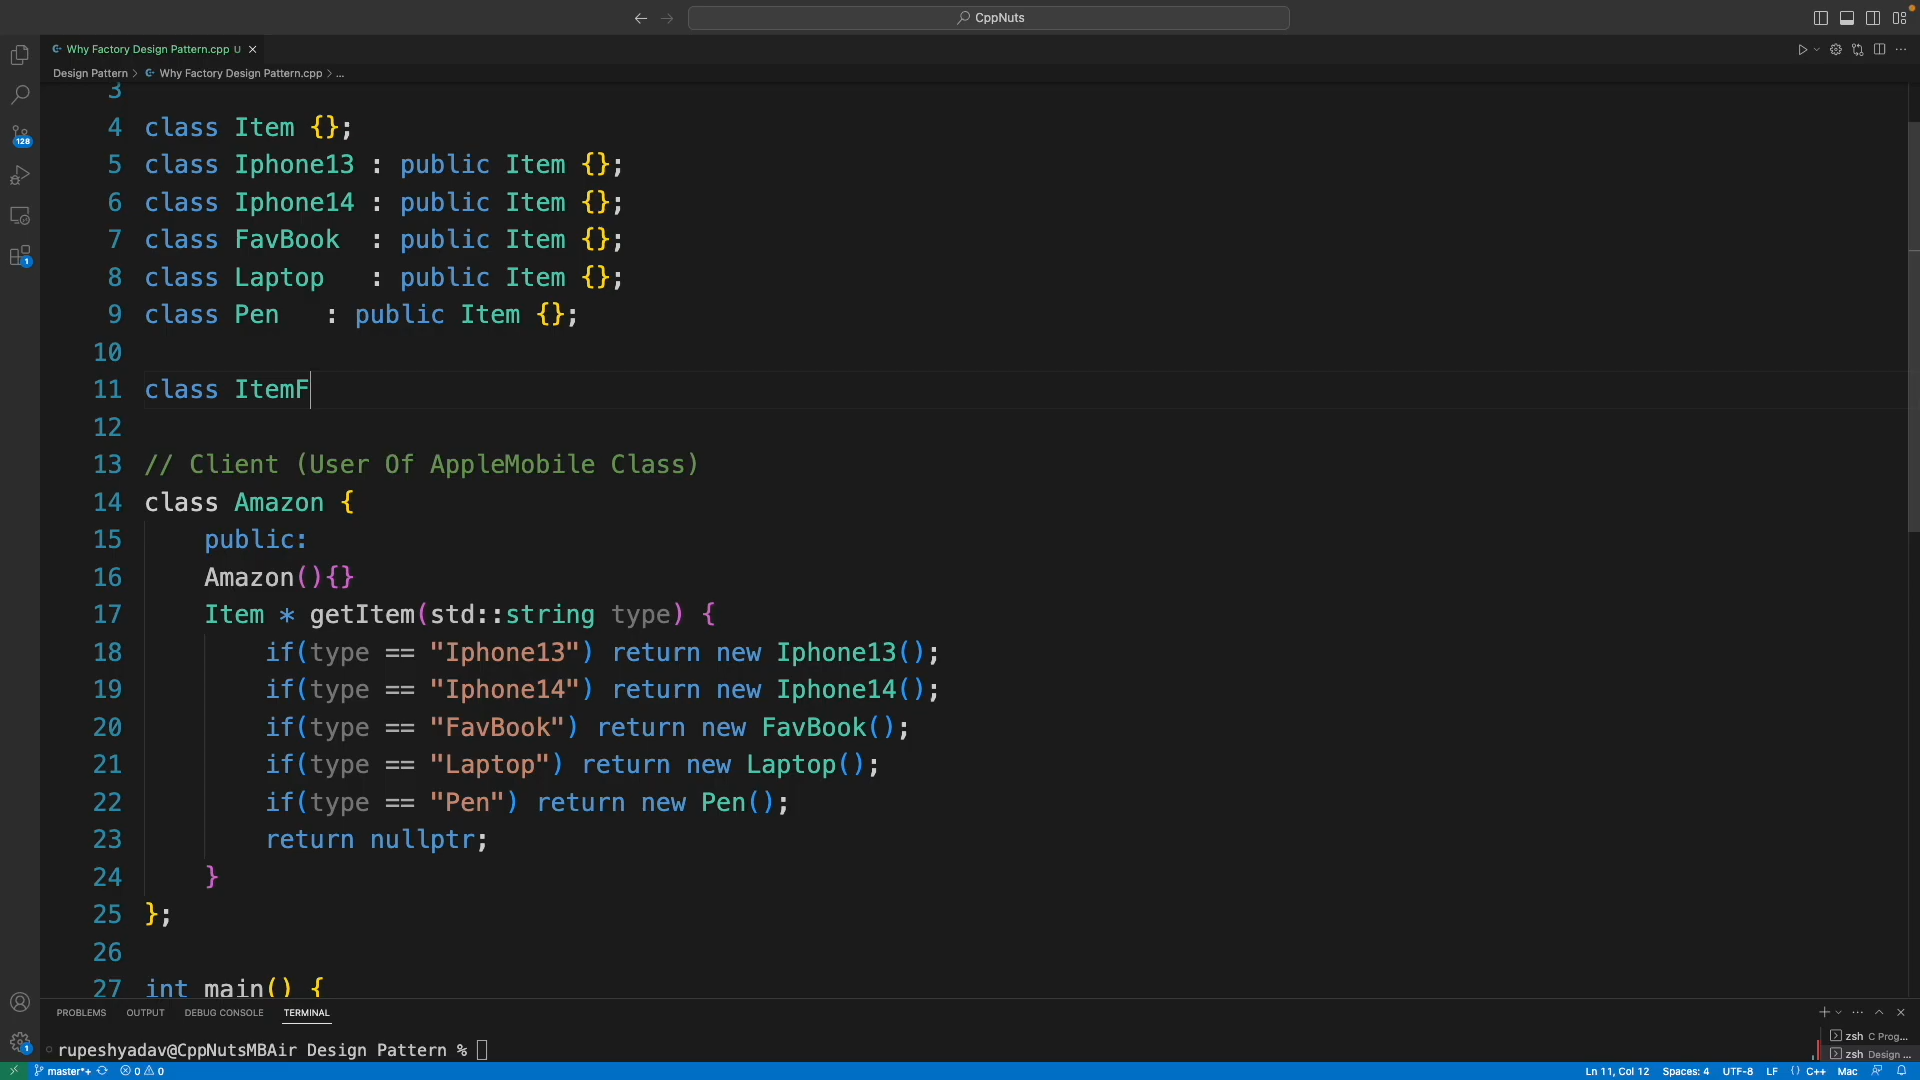 CppNuts
Why Factory Design Pattern.cpp U
Design Pattern > Why Factory Design Pattern.cpp > ...
3
4 class Item {};
5 class Iphone13 : public Item {};
6 class Iphone14 : public Item {};
7 class FavBook  : public Item {};
8 class Laptop   : public Item {};
9 class Pen   : public Item {};
10
11 class ItemF
12
13 // Client (User Of AppleMobile Class)
14 class Amazon {
15     public:
16     Amazon(){}
17     Item * getItem(std::string type) {
18         if(type == "Iphone13") return new Iphone13();
19         if(type == "Iphone14") return new Iphone14();
20         if(type == "FavBook") return new FavBook();
21         if(type == "Laptop") return new Laptop();
22         if(type == "Pen") return new Pen();
23         return nullptr;
24     }
25 };
26
27 int main() {
128
1
1
PROBLEMS OUTPUT DEBUG CONSOLE TERMINAL
rupeshyadav@CppNutsMBAir Design Pattern %
zsh C Prog...
zsh Design ...
master*+ 0 0 Ln 11, Col 12 Spaces: 4 UTF-8 LF {} C++ Mac